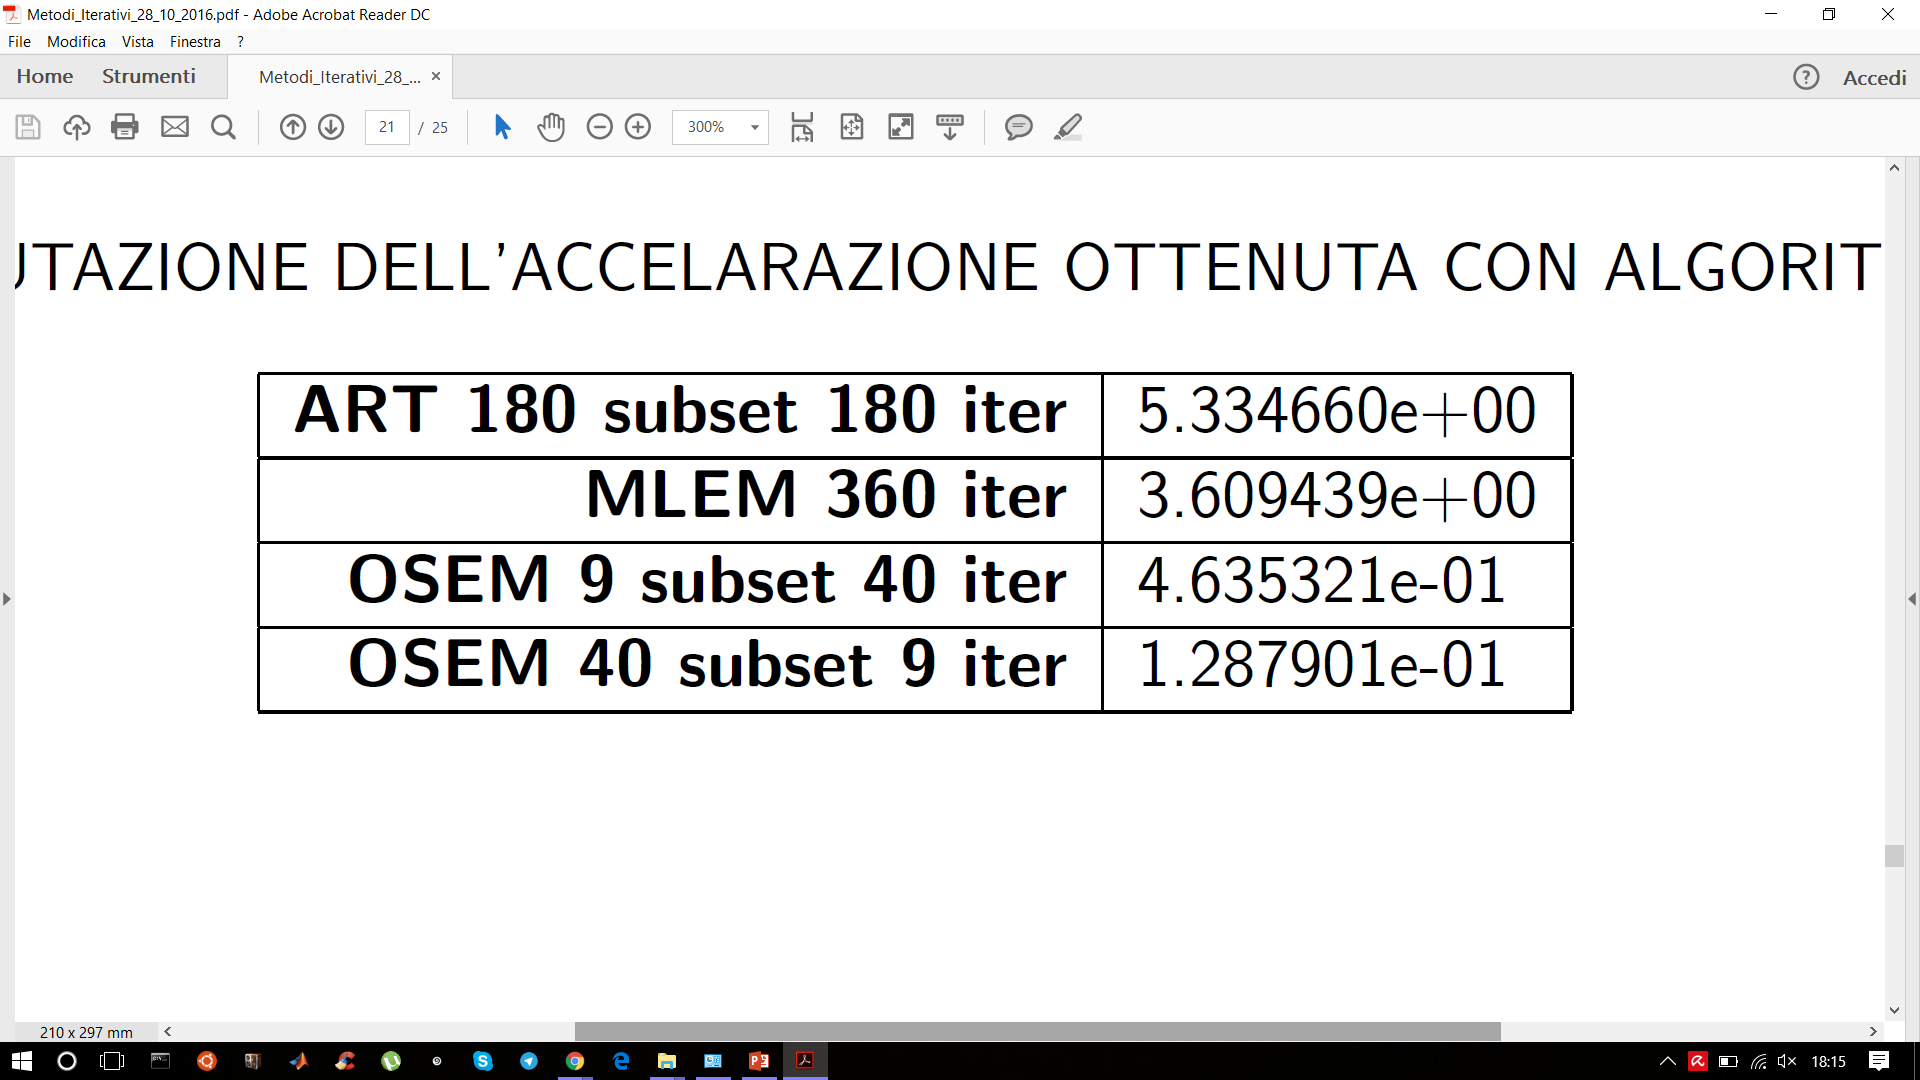 Metodi_Iterativi_28_10_2016.pdf - Adobe Acrobat Reader DC
File Modifica Vista Finestra ?
Home Strumenti Metodi_Iterativi_28_... × ? Accedi
21 / 25 300%
UTAZIONE DELL'ACCELARAZIONE OTTENUTA CON ALGORIT
ART 180 subset 180 iter 5.334660e+00
MLEM 360 iter 3.609439e+00
OSEM 9 subset 40 iter 4.635321e-01
OSEM 40 subset 9 iter 1.287901e-01
210 x 297 mm
18:15